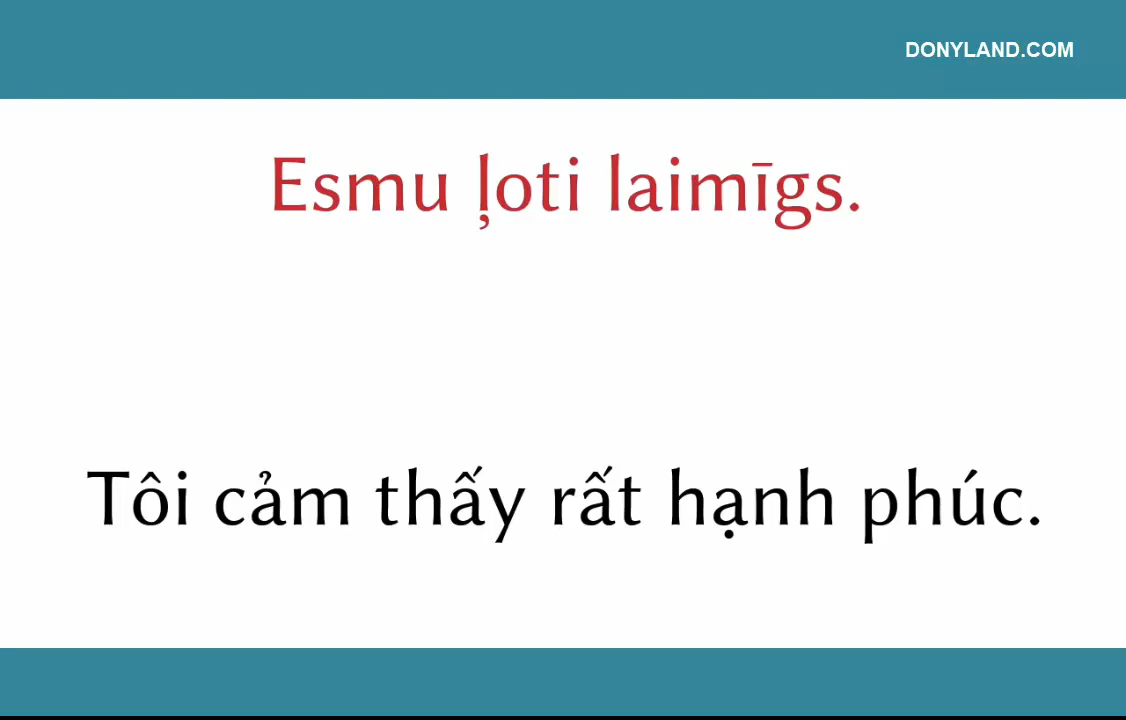 DONYLAND.COM
Esmu ļoti laimīgs.
Tôi cảm thấy rất hạnh phúc.